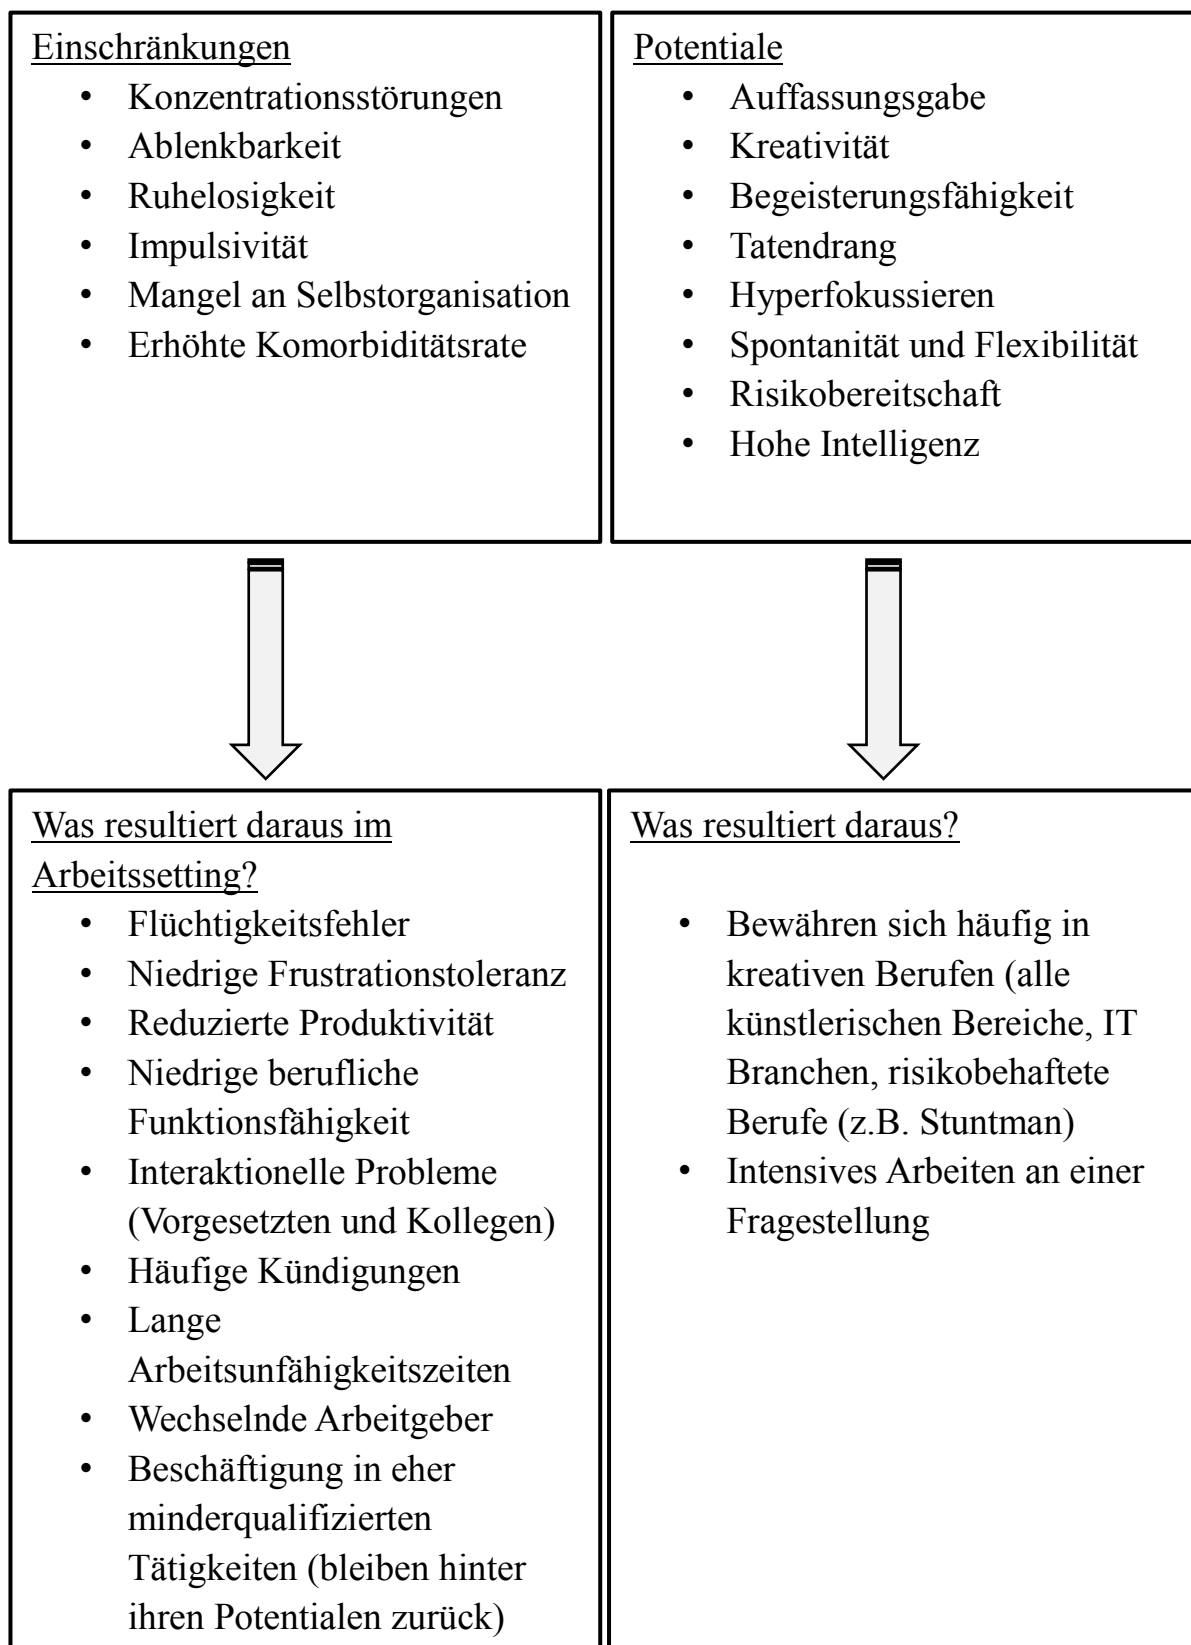 Einschränkungen
• Konzentrationsstörungen
• Ablenkbarkeit
• Ruhelosigkeit
• Impulsivität
• Mangel an Selbstorganisation
• Erhöhte Komorbiditätsrate
Potentiale
• Auffassungsgabe
• Kreativität
• Begeisterungsfähigkeit
• Tatendrang
• Hyperfokussieren
• Spontanität und Flexibilität
• Risikobereitschaft
• Hohe Intelligenz
Was resultiert daraus im
Arbeitssetting?
• Flüchtigkeitsfehler
• Niedrige Frustrationstoleranz
• Reduzierte Produktivität
• Niedrige berufliche
Funktionsfähigkeit
• Interaktionelle Probleme
(Vorgesetzten und Kollegen)
• Häufige Kündigungen
• Lange
Arbeitsunfähigkeitszeiten
• Wechselnde Arbeitgeber
• Beschäftigung in eher
minderqualifizierten
Tätigkeiten (bleiben hinter
ihren Potentialen zurück)
Was resultiert daraus?
• Bewähren sich häufig in
kreativen Berufen (alle
künstlerischen Bereiche, IT
Branchen, risikobehaftete
Berufe (z.B. Stuntman)
• Intensives Arbeiten an einer
Fragestellung